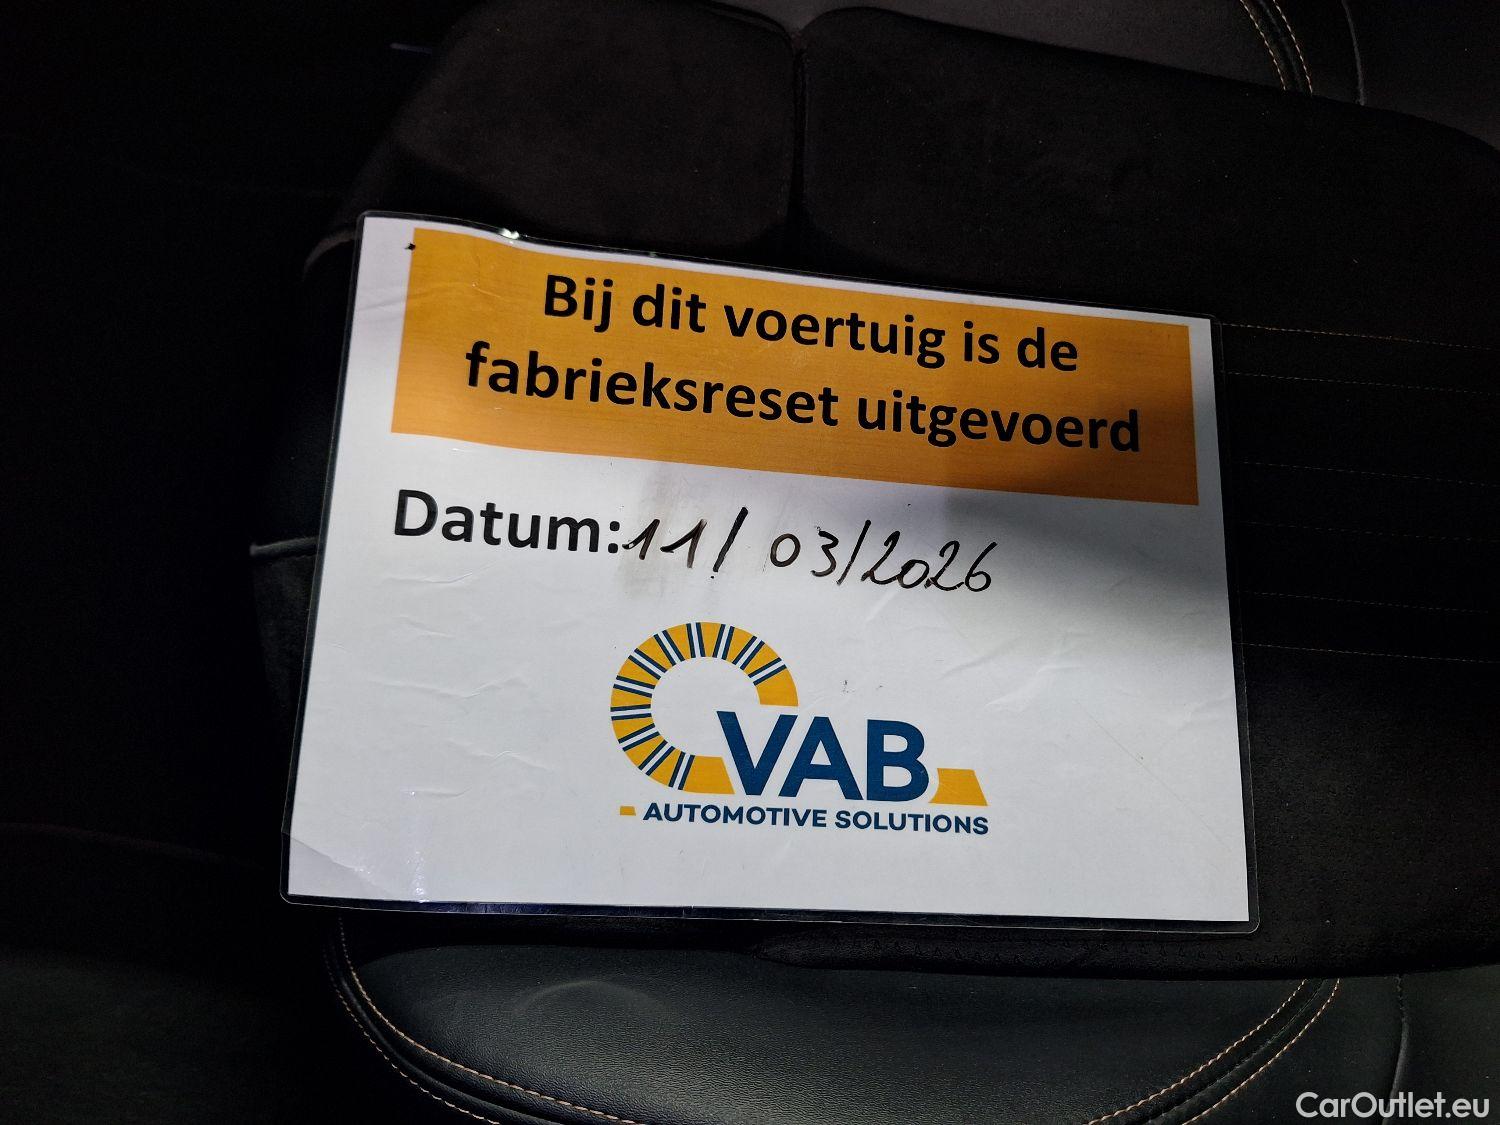 Bij dit voertuig is de
fabrieksreset uitgevoerd
Datum: 11/03/2026
VAB
AUTOMOTIVE SOLUTIONS
CarOutlet.eu